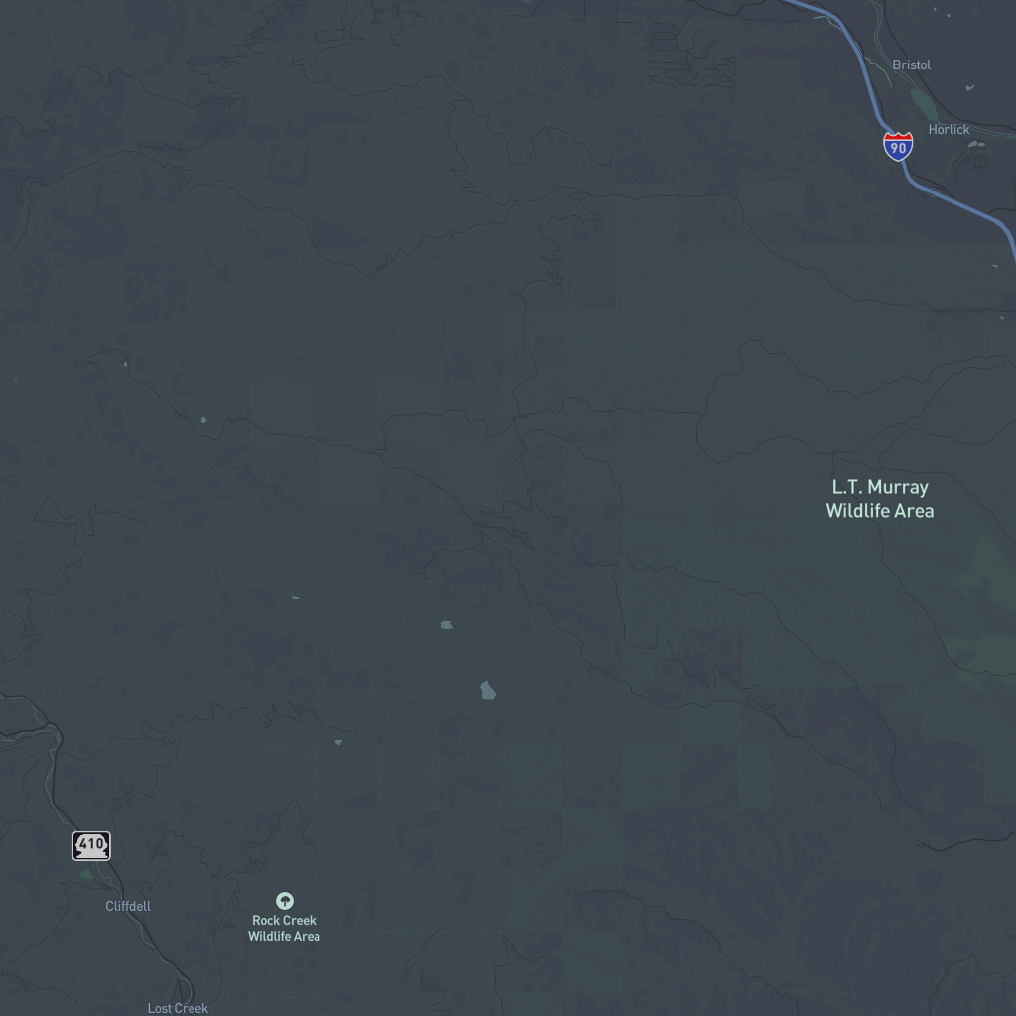 Bristol
Horlick
90
L.T. Murray
Wildlife Area
410
Cliffdell
Rock Creek
Wildlife Area
Lost Creek